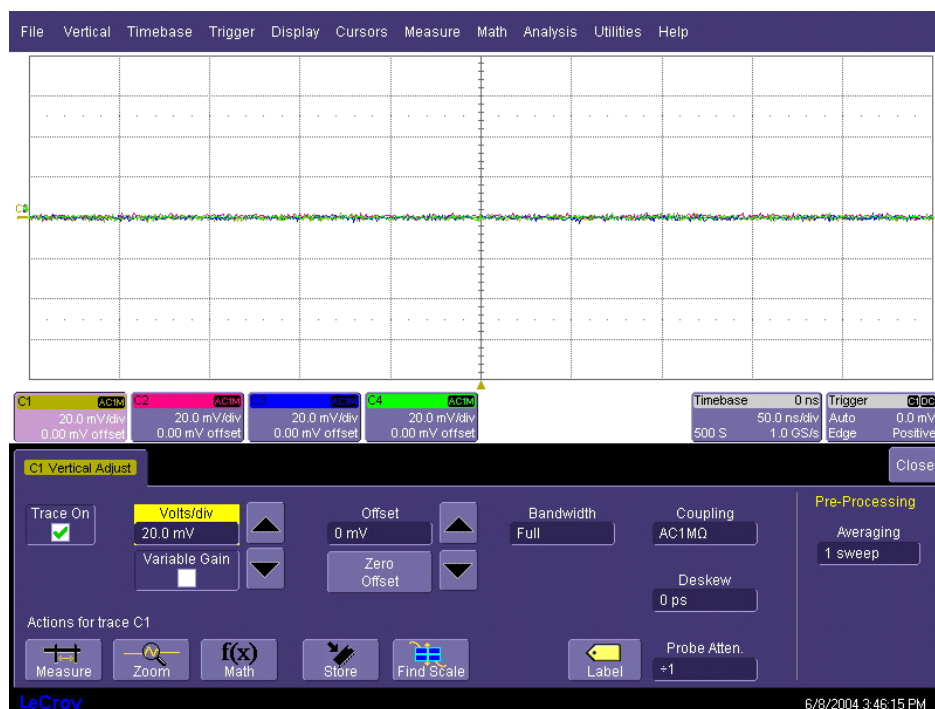 File Vertical Timebase Trigger Display Cursors Measure Math Analysis Utilities Help
C1 AC1M C2 AC1M C3 AC1M C4 AC1M Timebase 0 ns Trigger C1 DC
20.0 mV/div 20.0 mV/div 20.0 mV/div 20.0 mV/div 50.0 ns/div Auto 0.0 mV
0.00 mV offset 0.00 mV offset 0.00 mV offset 0.00 mV offset 500 S 1.0 GS/s Edge Positive
C1 Vertical Adjust Close
Pre-Processing
Trace On Volts/div Offset Bandwidth Coupling
20.0 mV 0 mV Full AC1MΩ Averaging
Variable Gain Zero Offset 1 sweep
Deskew
0 ps
Actions for trace C1
Measure Zoom f(x) Math Store Find Scale Label Probe Atten.
÷1
LeCroy 6/8/2004 3:46:15 PM